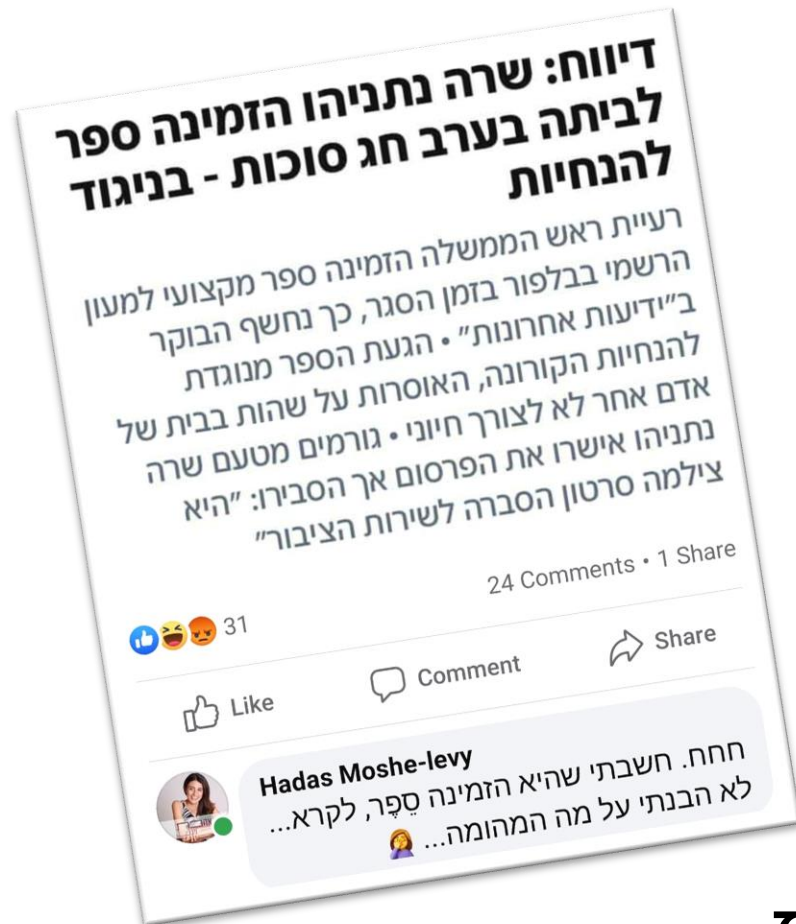 דיווח: שרה נתניהו הזמינה ספר
לביתה בערב חג סוכות - בניגוד
להנחיות
רעיית ראש הממשלה הזמינה ספר מקצועי למעון
הרשמי בבלפור בזמן הסגר, כך נחשף הבוקר
ב"ידיעות אחרונות" • הגעת הספר מנוגדת
להנחיות הקורונה, האוסרות על שהות בבית של
אדם אחר לא לצורך חיוני • גורמים מטעם שרה
נתניהו אישרו את הפרסום אך הסבירו: "היא
צילמה סרטון הסברה לשירות הציבור"
24 Comments • 1 Share
31
Like Comment Share
Hadas Moshe-levy
חחח. חשבתי שהיא הזמינה סֵפֶר, לקרא...
לא הבנתי על מה המהומה... 🤦‍♀️